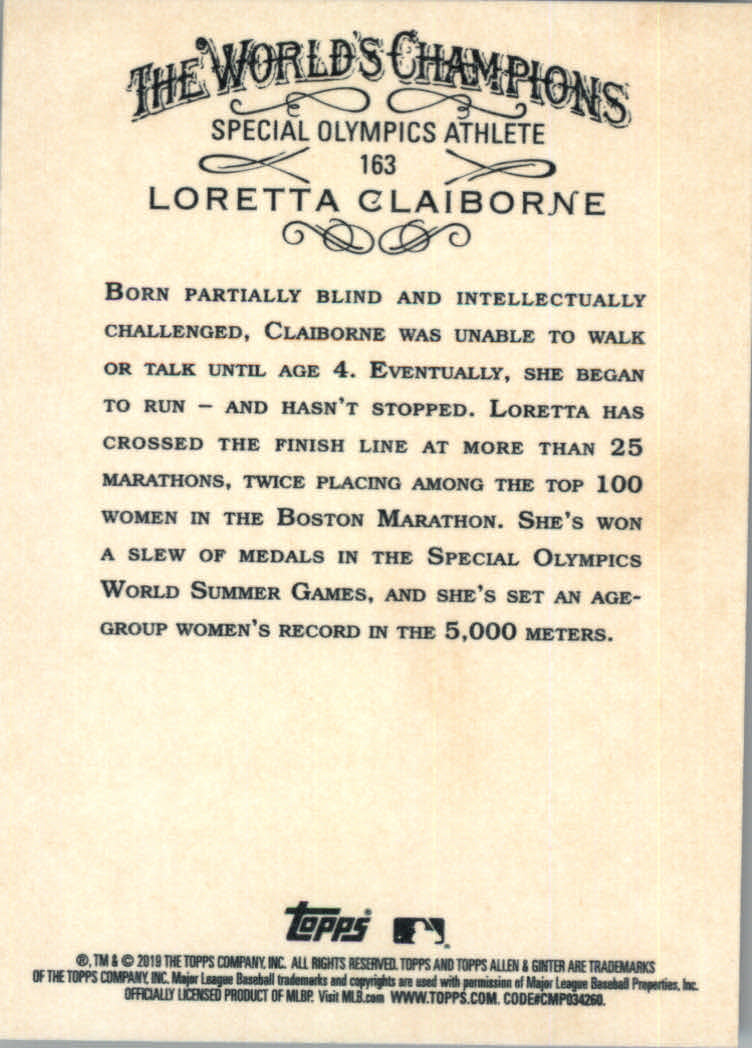 THE WORLD'S CHAMPIONS
SPECIAL OLYMPICS ATHLETE
163
LORETTA CLAIBORNE
BORN PARTIALLY BLIND AND INTELLECTUALLY
CHALLENGED, CLAIBORNE WAS UNABLE TO WALK
OR TALK UNTIL AGE 4. EVENTUALLY, SHE BEGAN
TO RUN – AND HASN'T STOPPED. LORETTA HAS
CROSSED THE FINISH LINE AT MORE THAN 25
MARATHONS, TWICE PLACING AMONG THE TOP 100
WOMEN IN THE BOSTON MARATHON. SHE'S WON
A SLEW OF MEDALS IN THE SPECIAL OLYMPICS
WORLD SUMMER GAMES, AND SHE'S SET AN AGE-
GROUP WOMEN'S RECORD IN THE 5,000 METERS.
Topps®
®, TM & © 2019 THE TOPPS COMPANY, INC. ALL RIGHTS RESERVED. TOPPS AND TOPPS ALLEN & GINTER ARE TRADEMARKS
OF THE TOPPS COMPANY, INC. Major League Baseball trademarks and copyrights are used with permission of Major League Baseball Properties, Inc.
OFFICIALLY LICENSED PRODUCT OF MLBP. Visit MLB.com WWW.TOPPS.COM. CODE#CMP034260.